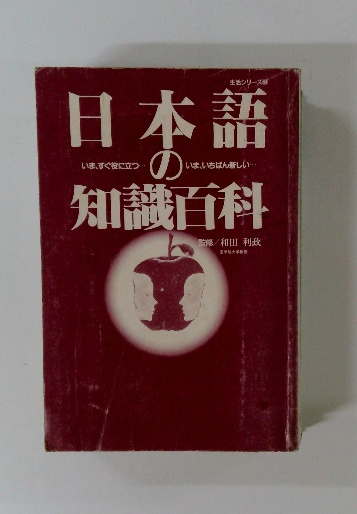 生活シリーズ
日本語
いま、すぐ役に立つ…
の
いま、いちばん新しい…
知識百科
監修／和田 利政